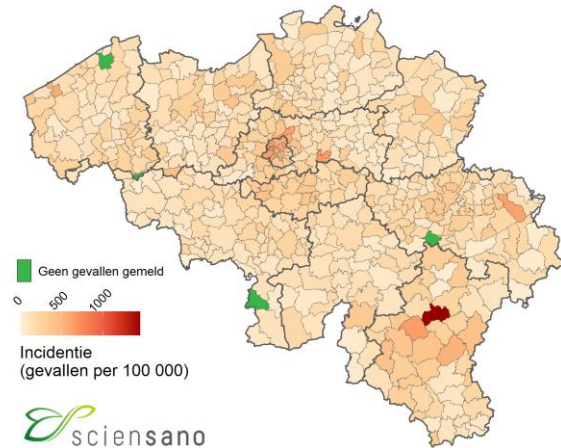 Geen gevallen gemeld
0 500 1000
Incidentie
(gevallen per 100 000)
sciensano